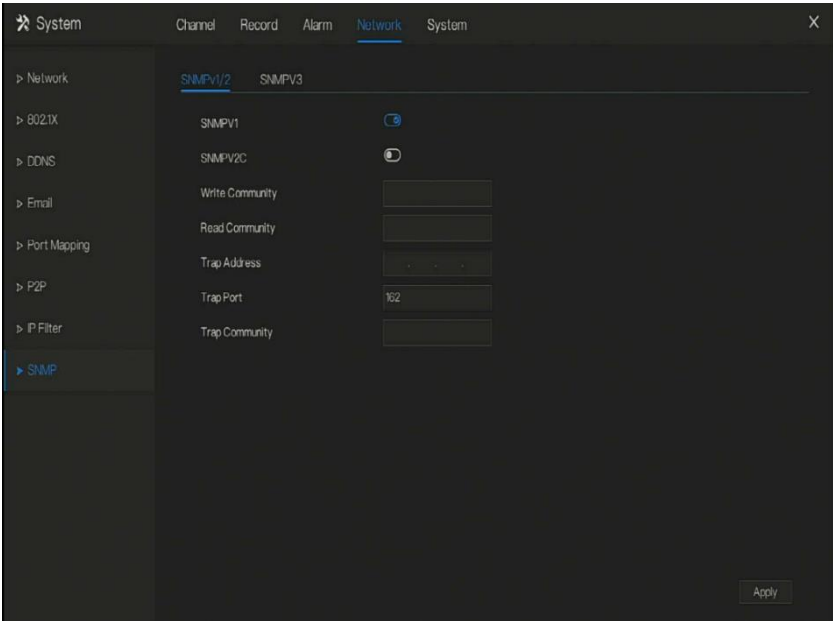 System
Channel Record Alarm Network System X
Network
802.1X
DDNS
Email
Port Mapping
P2P
IP Filter
SNMP
SNMPv1/2 SNMPV3
SNMPV1
SNMPV2C
Write Community
Read Community
Trap Address . . .
Trap Port 162
Trap Community
Apply